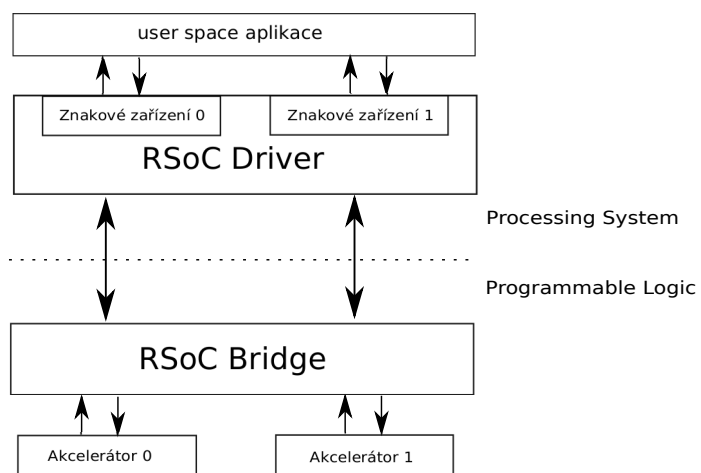 user space aplikace
Znakové zařízení 0
Znakové zařízení 1
RSoC Driver
Processing System
Programmable Logic
RSoC Bridge
Akcelerátor 0
Akcelerátor 1